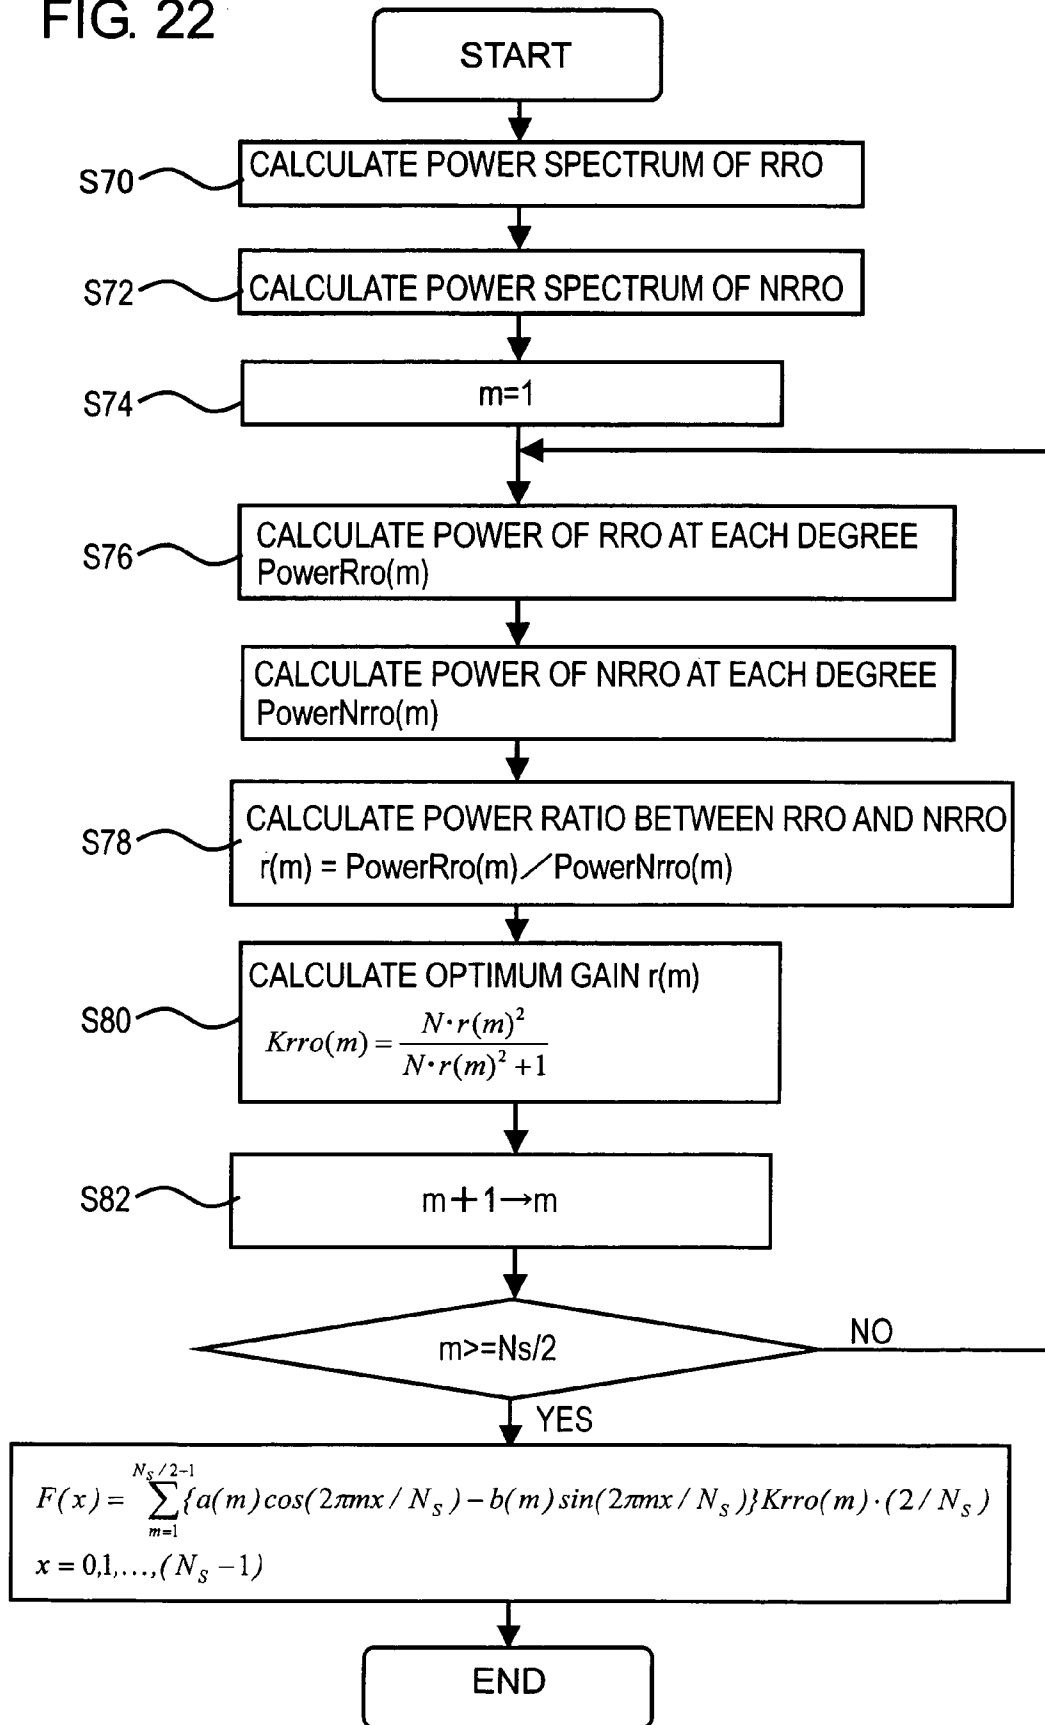 FIG. 22
START
S70
CALCULATE POWER SPECTRUM OF RRO
S72
CALCULATE POWER SPECTRUM OF NRRO
S74
m=1
S76
CALCULATE POWER OF RRO AT EACH DEGREE
PowerRro(m)
CALCULATE POWER OF NRRO AT EACH DEGREE
PowerNrro(m)
S78
CALCULATE POWER RATIO BETWEEN RRO AND NRRO
r(m) = PowerRro(m)／PowerNrro(m)
S80
CALCULATE OPTIMUM GAIN r(m)
Krro(m) = N·r(m)² / N·r(m)² +1
S82
m＋1→m
m>=Ns/2
NO
YES
F(x) = Σ_{m=1}^{N_S/2-1} {a(m)cos(2πmx/N_S) − b(m)sin(2πmx/N_S)}Krro(m)·(2/N_S)
x = 0,1,...,(N_S −1)
END